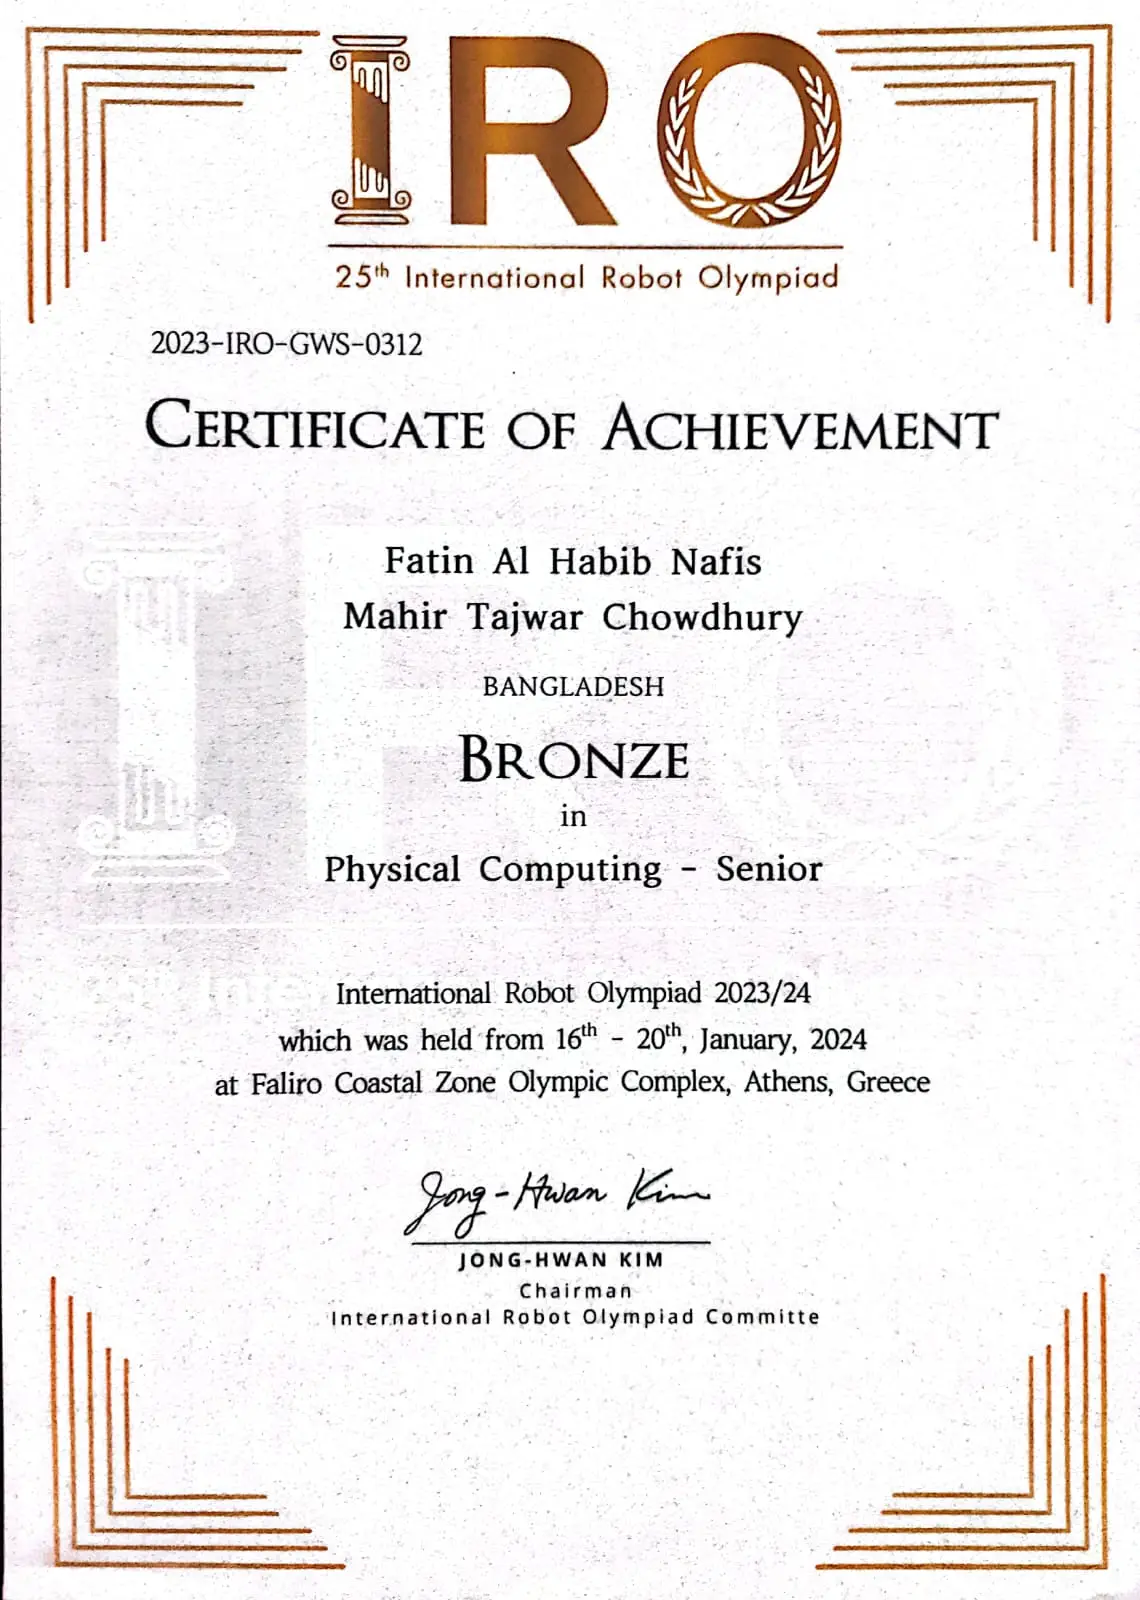 IRO
25th International Robot Olympiad
2023-IRO-GWS-0312
CERTIFICATE OF ACHIEVEMENT
Fatin Al Habib Nafis
Mahir Tajwar Chowdhury
BANGLADESH
BRONZE
in
Physical Computing - Senior
International Robot Olympiad 2023/24
which was held from 16th - 20th, January, 2024
at Faliro Coastal Zone Olympic Complex, Athens, Greece
Jong-Hwan Kim
JONG-HWAN KIM
Chairman
International Robot Olympiad Committe